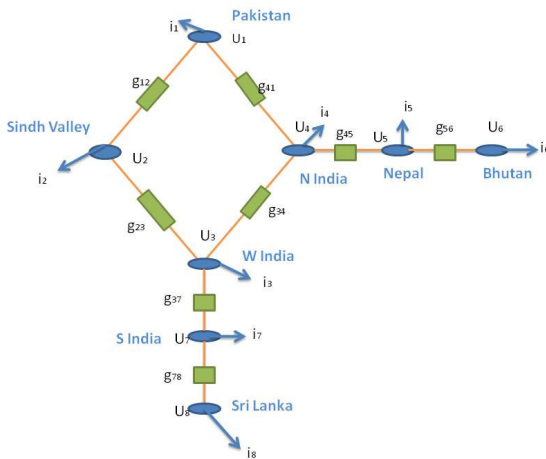 Pakistan
i₁
U₁
g₁₂
g₄₁
Sindh Valley
U₂
i₂
U₄
i₄
g₄₅
U₅
i₅
g₅₆
U₆
i₆
N India
Nepal
Bhutan
g₂₃
g₃₄
U₃
W India
i₃
g₃₇
S India
U₇
i₇
g₇₈
U₈
Sri Lanka
i₈